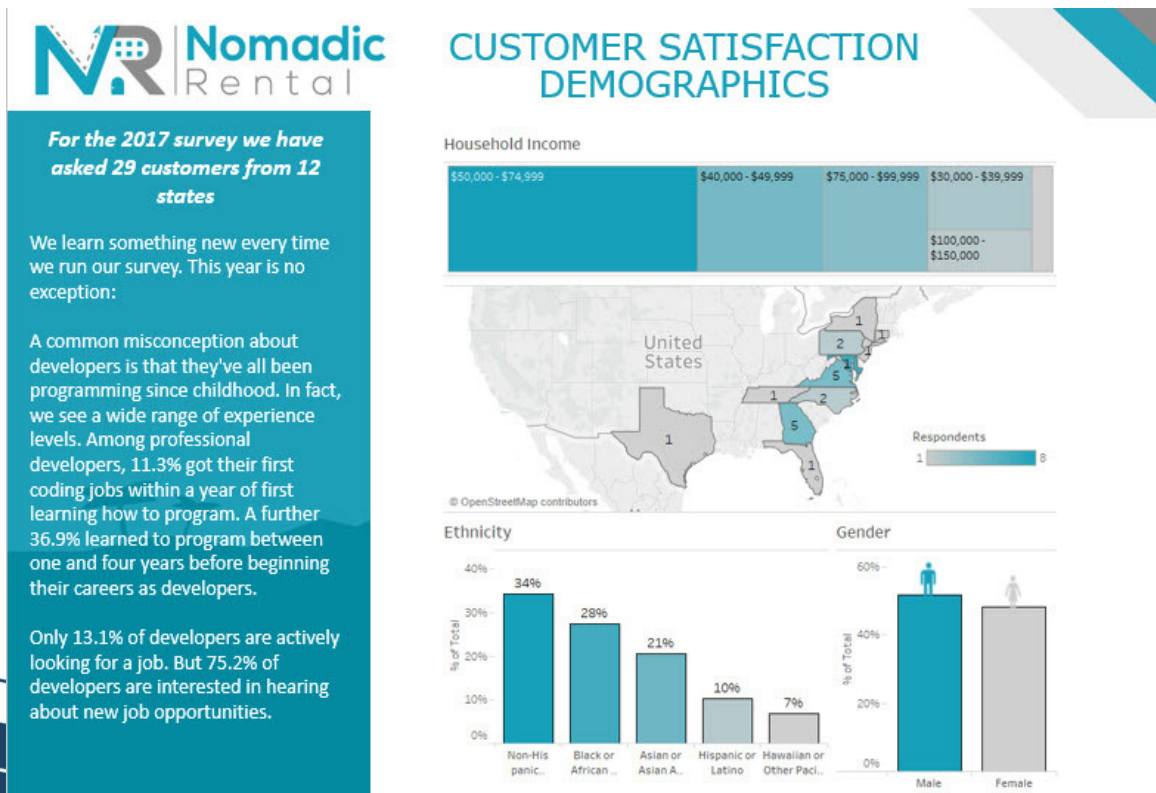 NR Nomadic
Rental
For the 2017 survey we have
asked 29 customers from 12
states
We learn something new every time
we run our survey. This year is no
exception:
A common misconception about
developers is that they've all been
programming since childhood. In fact,
we see a wide range of experience
levels. Among professional
developers, 11.3% got their first
coding jobs within a year of first
learning how to program. A further
36.9% learned to program between
one and four years before beginning
their careers as developers.
Only 13.1% of developers are actively
looking for a job. But 75.2% of
developers are interested in hearing
about new job opportunities.
CUSTOMER SATISFACTION
DEMOGRAPHICS
Household Income
$50,000 - $74,999
$40,000 - $49,999
$75,000 - $99,999
$30,000 - $39,999
$100,000 -
$150,000
United
States
1
1
2
1
1
5
1
2
5
1
1
Respondents
1
8
© OpenStreetMap contributors
Ethnicity
% of Total
40%
30%
20%
10%
0%
34%
28%
21%
10%
7%
Non-His
panic..
Black or
African ..
Asian or
Asian A..
Hispanic or
Latino
Hawaiian or
Other Paci..
Gender
% of Total
60%
40%
20%
0%
Male
Female